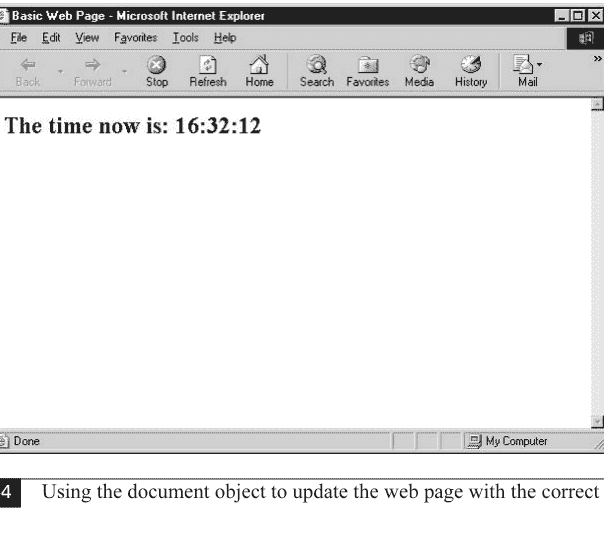 Basic Web Page - Microsoft Internet Explorer
File Edit View Favorites Tools Help
Back Forward Stop Refresh Home Search Favorites Media History Mail »
The time now is: 16:32:12
Done My Computer
4 Using the document object to update the web page with the correct